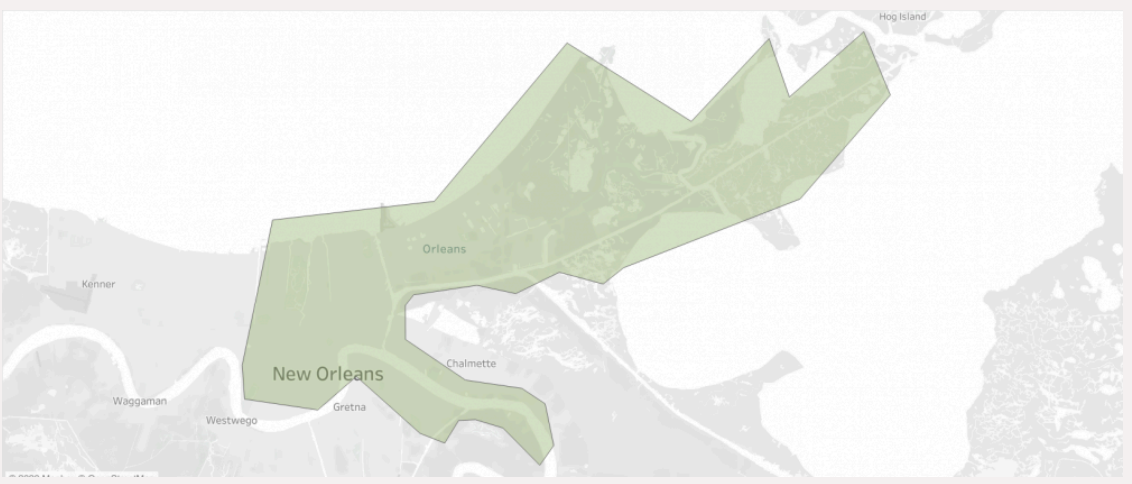 Hog Island
Orleans
Kenner
Chalmette
New Orleans
Waggaman
Gretna
Westwego